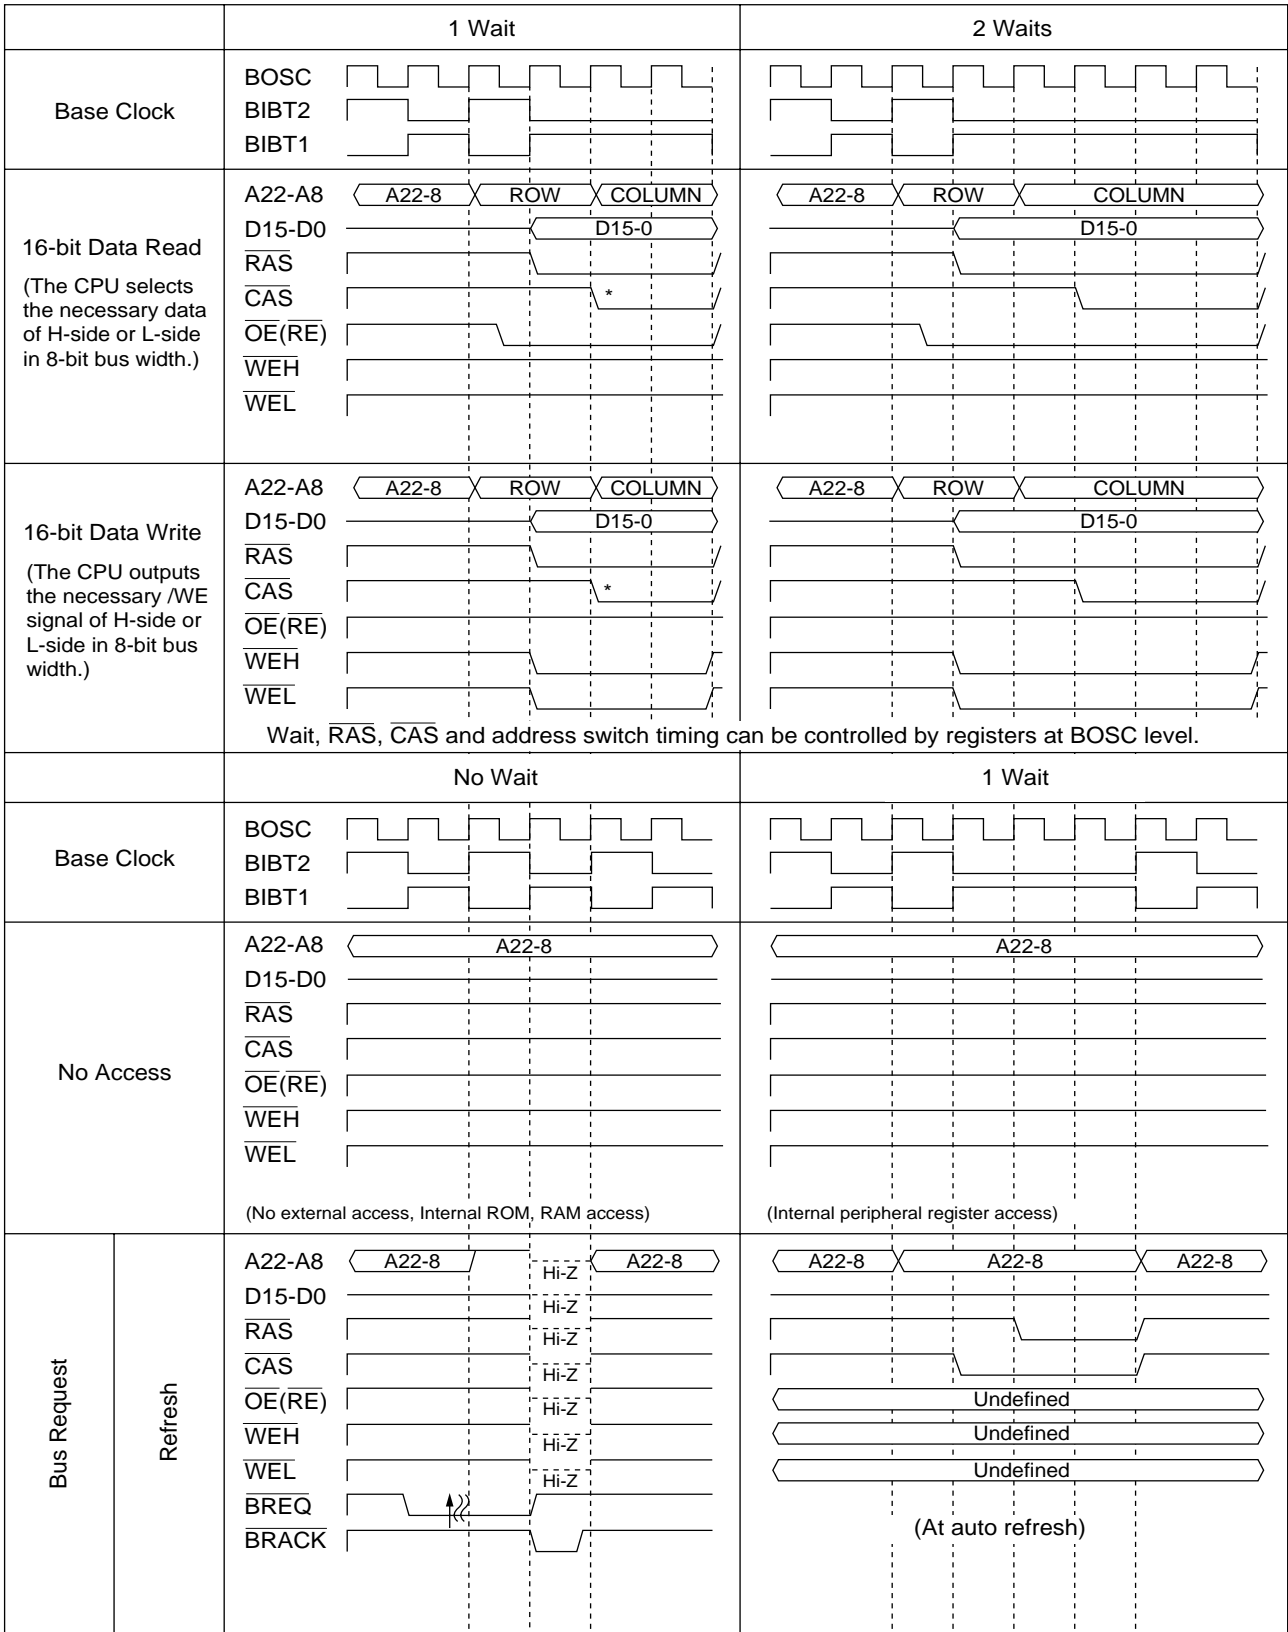 1 Wait
2 Waits
Base Clock
BOSC
BIBT2
BIBT1
16-bit Data Read
(The CPU selects
the necessary data
of H-side or L-side
in 8-bit bus width.)
A22-A8
A22-8
ROW
COLUMN
A22-8
ROW
COLUMN
D15-D0
D15-0
D15-0
RAS
CAS
*
OE(RE)
WEH
WEL
16-bit Data Write
(The CPU outputs
the necessary /WE
signal of H-side or
L-side in 8-bit bus
width.)
A22-A8
A22-8
ROW
COLUMN
A22-8
ROW
COLUMN
D15-D0
D15-0
D15-0
RAS
CAS
*
OE(RE)
WEH
WEL
Wait, RAS, CAS and address switch timing can be controlled by registers at BOSC level.
No Wait
1 Wait
Base Clock
BOSC
BIBT2
BIBT1
No Access
A22-A8
A22-8
A22-8
D15-D0
RAS
CAS
OE(RE)
WEH
WEL
(No external access, Internal ROM, RAM access)
(Internal peripheral register access)
Bus Request
Refresh
A22-A8
A22-8
Hi-Z
A22-8
A22-8
A22-8
A22-8
D15-D0
Hi-Z
RAS
Hi-Z
CAS
Hi-Z
OE(RE)
Hi-Z
Undefined
WEH
Hi-Z
Undefined
WEL
Hi-Z
Undefined
BREQ
BRACK
(At auto refresh)